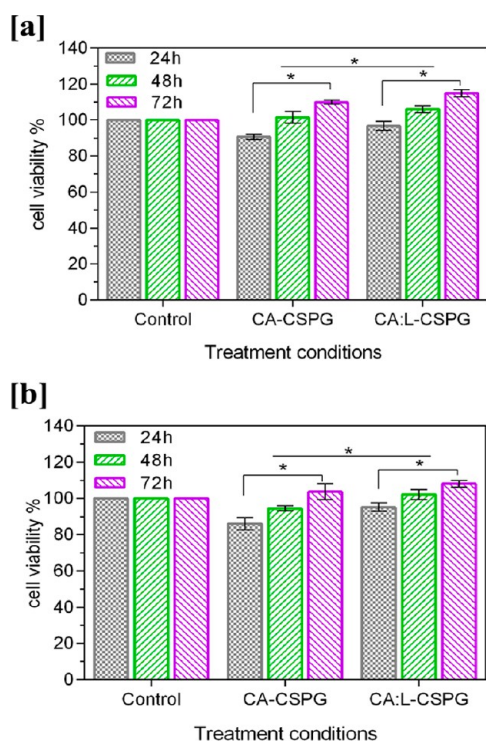 [a]
140
120
100
80
60
40
20
0
cell viability %
24h
48h
72h
*
*
*
Control CA-CSPG CA:L-CSPG
Treatment conditions
[b]
140
120
100
80
60
40
20
0
cell viability %
24h
48h
72h
*
*
*
Control CA-CSPG CA:L-CSPG
Treatment conditions